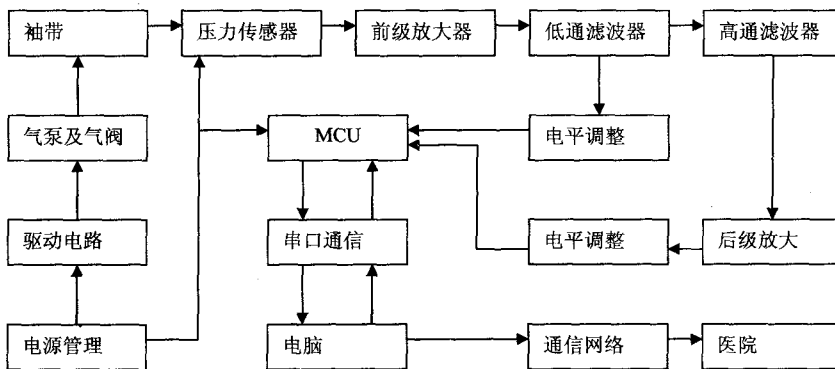 袖带
压力传感器
前级放大器
低通滤波器
高通滤波器
气泵及气阀
MCU
电平调整
驱动电路
串口通信
电平调整
后级放大
电源管理
电脑
通信网络
医院